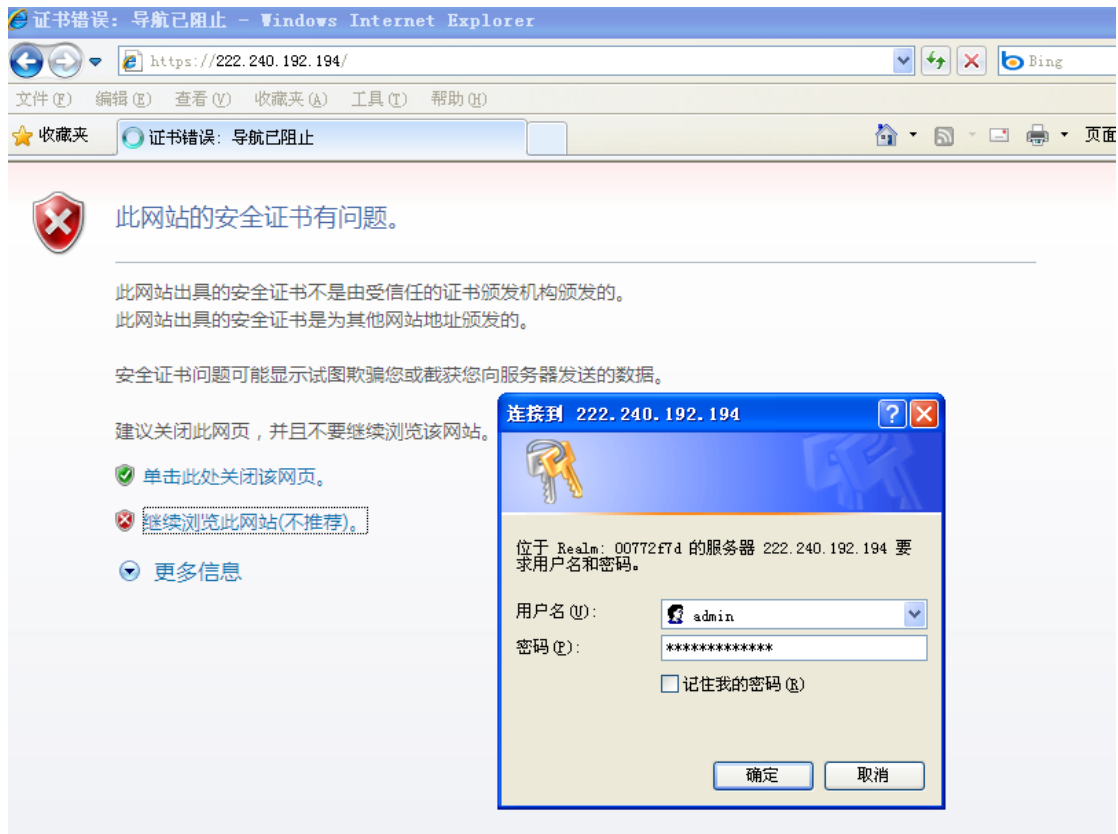 证书错误: 导航已阻止 - Windows Internet Explorer
https://222.240.192.194/
Bing
文件(F) 编辑(E) 查看(V) 收藏夹(A) 工具(T) 帮助(H)
收藏夹
证书错误: 导航已阻止
页面
此网站的安全证书有问题。
此网站出具的安全证书不是由受信任的证书颁发机构颁发的。
此网站出具的安全证书是为其他网站地址颁发的。
安全证书问题可能显示试图欺骗您或截获您向服务器发送的数据。
建议关闭此网页，并且不要继续浏览该网站。
单击此处关闭该网页。
继续浏览此网站(不推荐)。
更多信息
连接到 222.240.192.194
位于 Realm: 00772f7d 的服务器 222.240.192.194 要
求用户名和密码。
用户名(U):
admin
密码(P):
*************
记住我的密码(R)
确定
取消